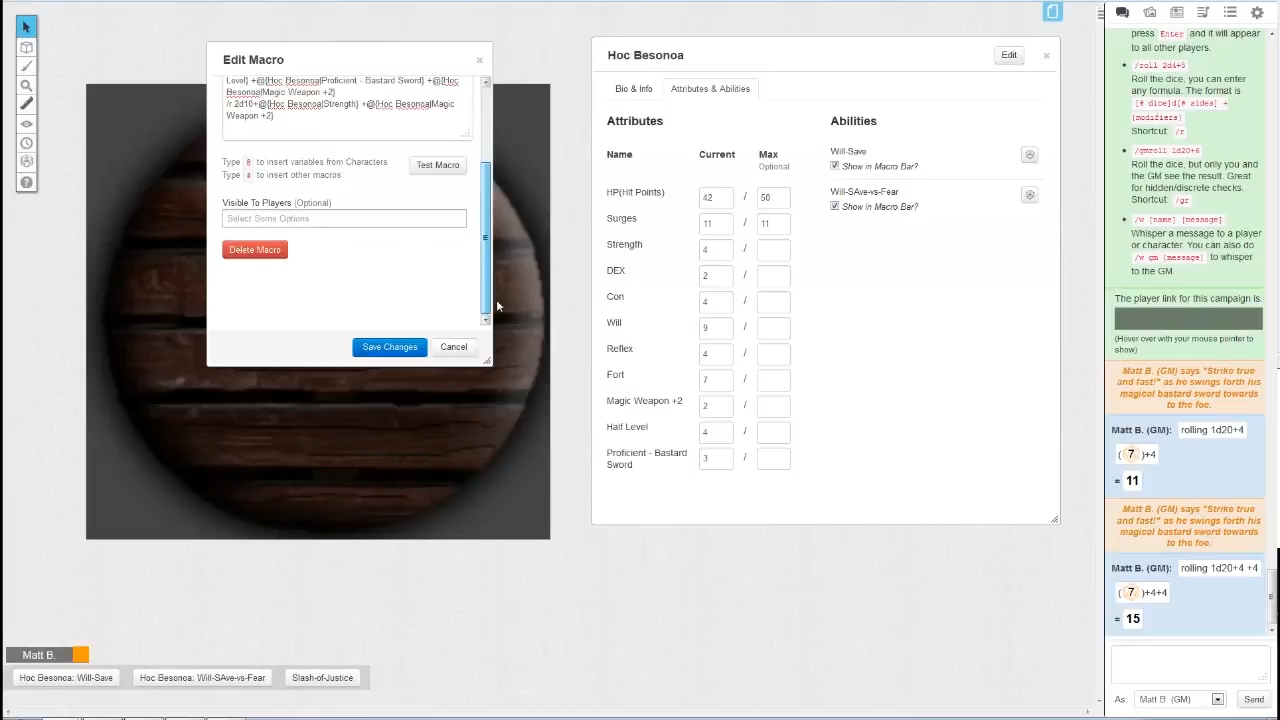 Edit Macro
×
Level} +@{Hoc Besonoa|Proficient - Bastard Sword} +@{Hoc
Besonoa|Magic Weapon +2}
/r 2d10+@{Hoc Besonoa|Strength} +@{Hoc Besonoa|Magic
Weapon +2}
Type @ to insert variables from Characters
Type # to insert other macros
Test Macro
Visible To Players (Optional)
Select Some Options
Delete Macro
Save Changes
Cancel
Hoc Besonoa
Edit
×
Bio & Info
Attributes & Abilities
Attributes
Name Current Max
Optional
HP(Hit Points) 42 / 50
Surges 11 / 11
Strength 4 /
DEX 2 /
Con 4 /
Will 9 /
Reflex 4 /
Fort 7 /
Magic Weapon +2 2 /
Half Level 4 /
Proficient - Bastard 3 /
Sword
Abilities
Will-Save
Show in Macro Bar?
Will-SAve-vs-Fear
Show in Macro Bar?
press Enter and it will appear
to all other players.
/roll 2d4+5
Roll the dice, you can enter
any formula. The format is
[# dice]d[# sides] +
[modifiers]
Shortcut: /r
/gmroll 1d20+6
Roll the dice, but only you and
the GM see the result. Great
for hidden/discrete checks.
Shortcut: /gr
/w [name] [message]
Whisper a message to a player
or character. You can also do
/w gm [message] to whisper
to the GM.
The player link for this campaign is.
(Hover over with your mouse pointer to
show)
Matt B. (GM) says "Strike true
and fast!" as he swings forth his
magical bastard sword towards
to the foe.
Matt B. (GM): rolling 1d20+4
(7)+4
= 11
Matt B. (GM) says "Strike true
and fast!" as he swings forth his
magical bastard sword towards
to the foe.
Matt B. (GM): rolling 1d20+4 +4
(7)+4+4
= 15
As: Matt B. (GM)
Send
Matt B.
Hoc Besonoa: Will-Save
Hoc Besonoa: Will-SAve-vs-Fear
Slash-of-Justice